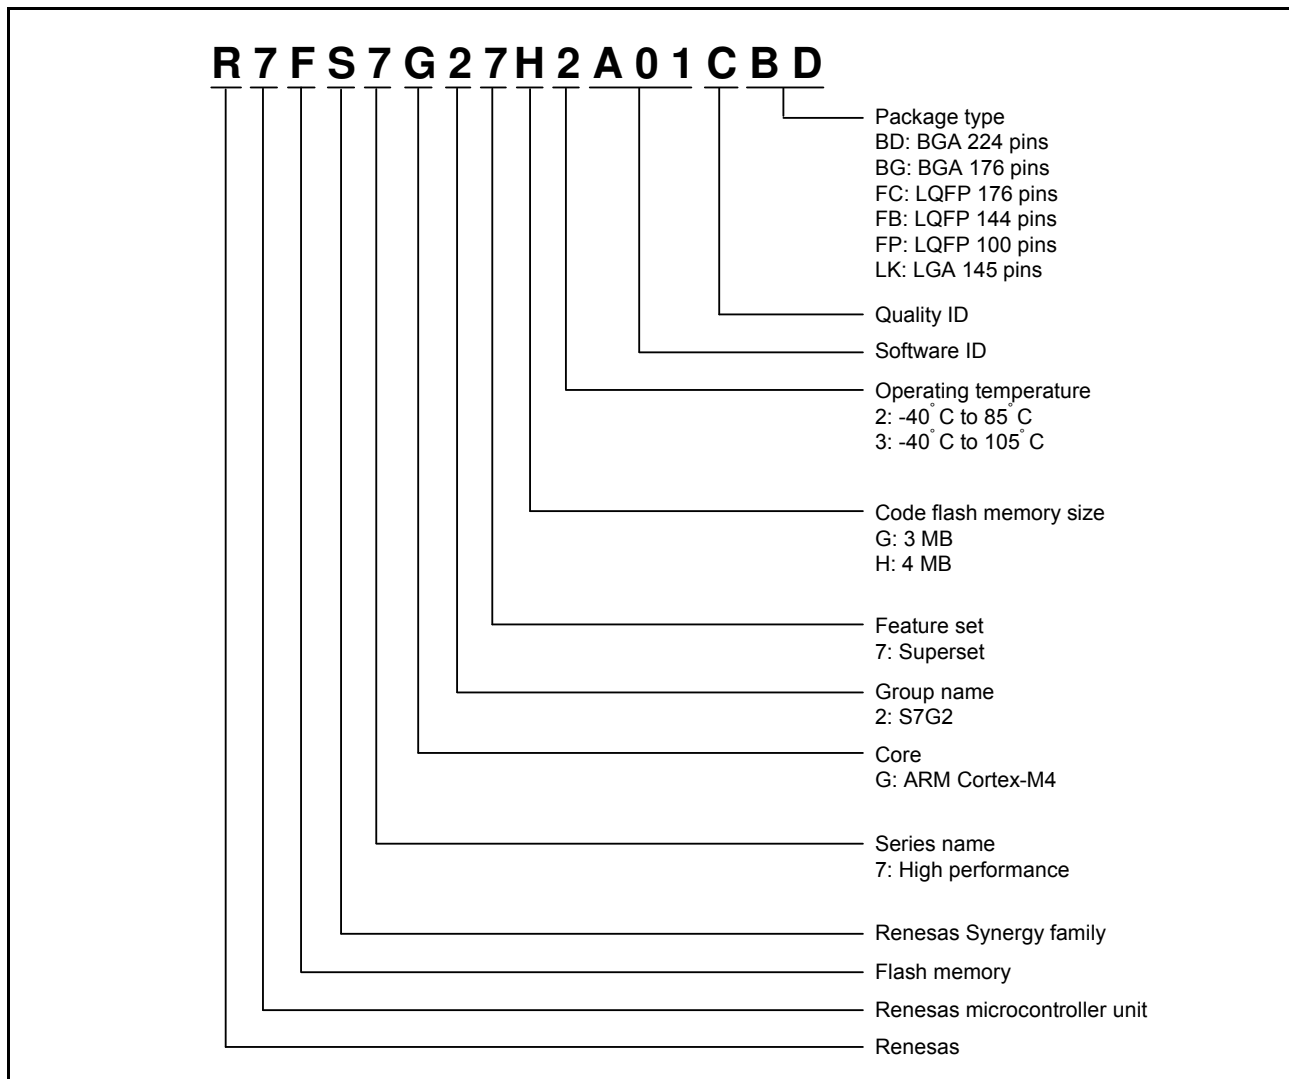 R 7 F S 7 G 2 7 H 2 A 0 1 C B D
Package type
BD: BGA 224 pins
BG: BGA 176 pins
FC: LQFP 176 pins
FB: LQFP 144 pins
FP: LQFP 100 pins
LK: LGA 145 pins
Quality ID
Software ID
Operating temperature
2: -40° C to 85° C
3: -40° C to 105° C
Code flash memory size
G: 3 MB
H: 4 MB
Feature set
7: Superset
Group name
2: S7G2
Core
G: ARM Cortex-M4
Series name
7: High performance
Renesas Synergy family
Flash memory
Renesas microcontroller unit
Renesas